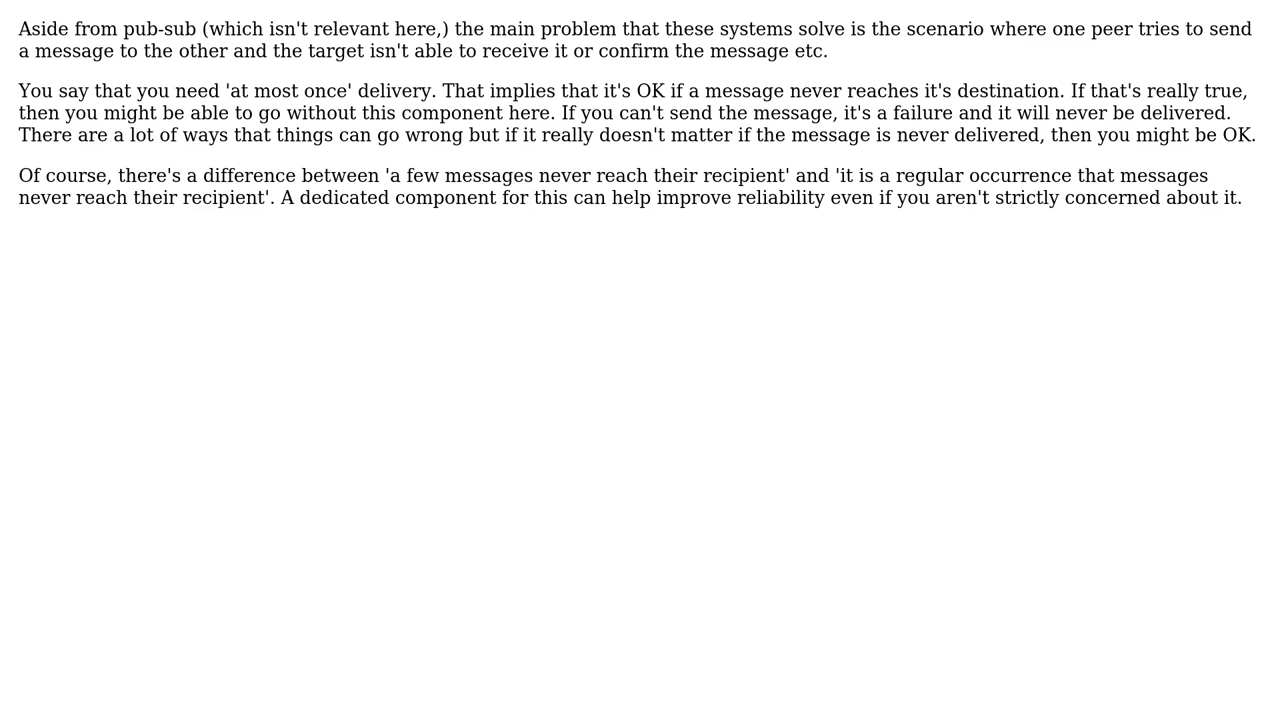 Aside from pub-sub (which isn't relevant here,) the main problem that these systems solve is the scenario where one peer tries to send
a message to the other and the target isn't able to receive it or confirm the message etc.
You say that you need 'at most once' delivery. That implies that it's OK if a message never reaches it's destination. If that's really true,
then you might be able to go without this component here. If you can't send the message, it's a failure and it will never be delivered.
There are a lot of ways that things can go wrong but if it really doesn't matter if the message is never delivered, then you might be OK.
Of course, there's a difference between 'a few messages never reach their recipient' and 'it is a regular occurrence that messages
never reach their recipient'. A dedicated component for this can help improve reliability even if you aren't strictly concerned about it.